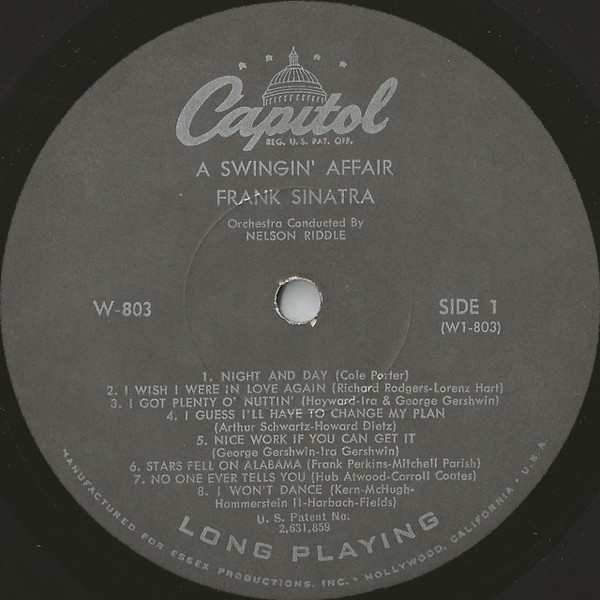 Capitol
REG. U. S. PAT. OFF.
A SWINGIN' AFFAIR
FRANK SINATRA
Orchestra Conducted By
NELSON RIDDLE
W-803
SIDE 1
(W1-803)
1. NIGHT AND DAY (Cole Porter)
2. I WISH I WERE IN LOVE AGAIN (Richard Rodgers-Lorenz Hart)
3. I GOT PLENTY O' NUTTIN' (Hayward-Ira & George Gershwin)
4. I GUESS I'LL HAVE TO CHANGE MY PLAN
(Arthur Schwartz-Howard Dietz)
5. NICE WORK IF YOU CAN GET IT
(George Gershwin-Ira Gershwin)
6. STARS FELL ON ALABAMA (Frank Perkins-Mitchell Parish)
7. NO ONE EVER TELLS YOU (Hub Atwood-Carroll Coates)
8. I WON'T DANCE (Kern-McHugh-
Hammerstein II-Harbach-Fields)
U. S. Patent No.
2,631,859
LONG PLAYING
MANUFACTURED FOR ESSEX PRODUCTIONS, INC. • HOLLYWOOD, CALIFORNIA • U.S.A.